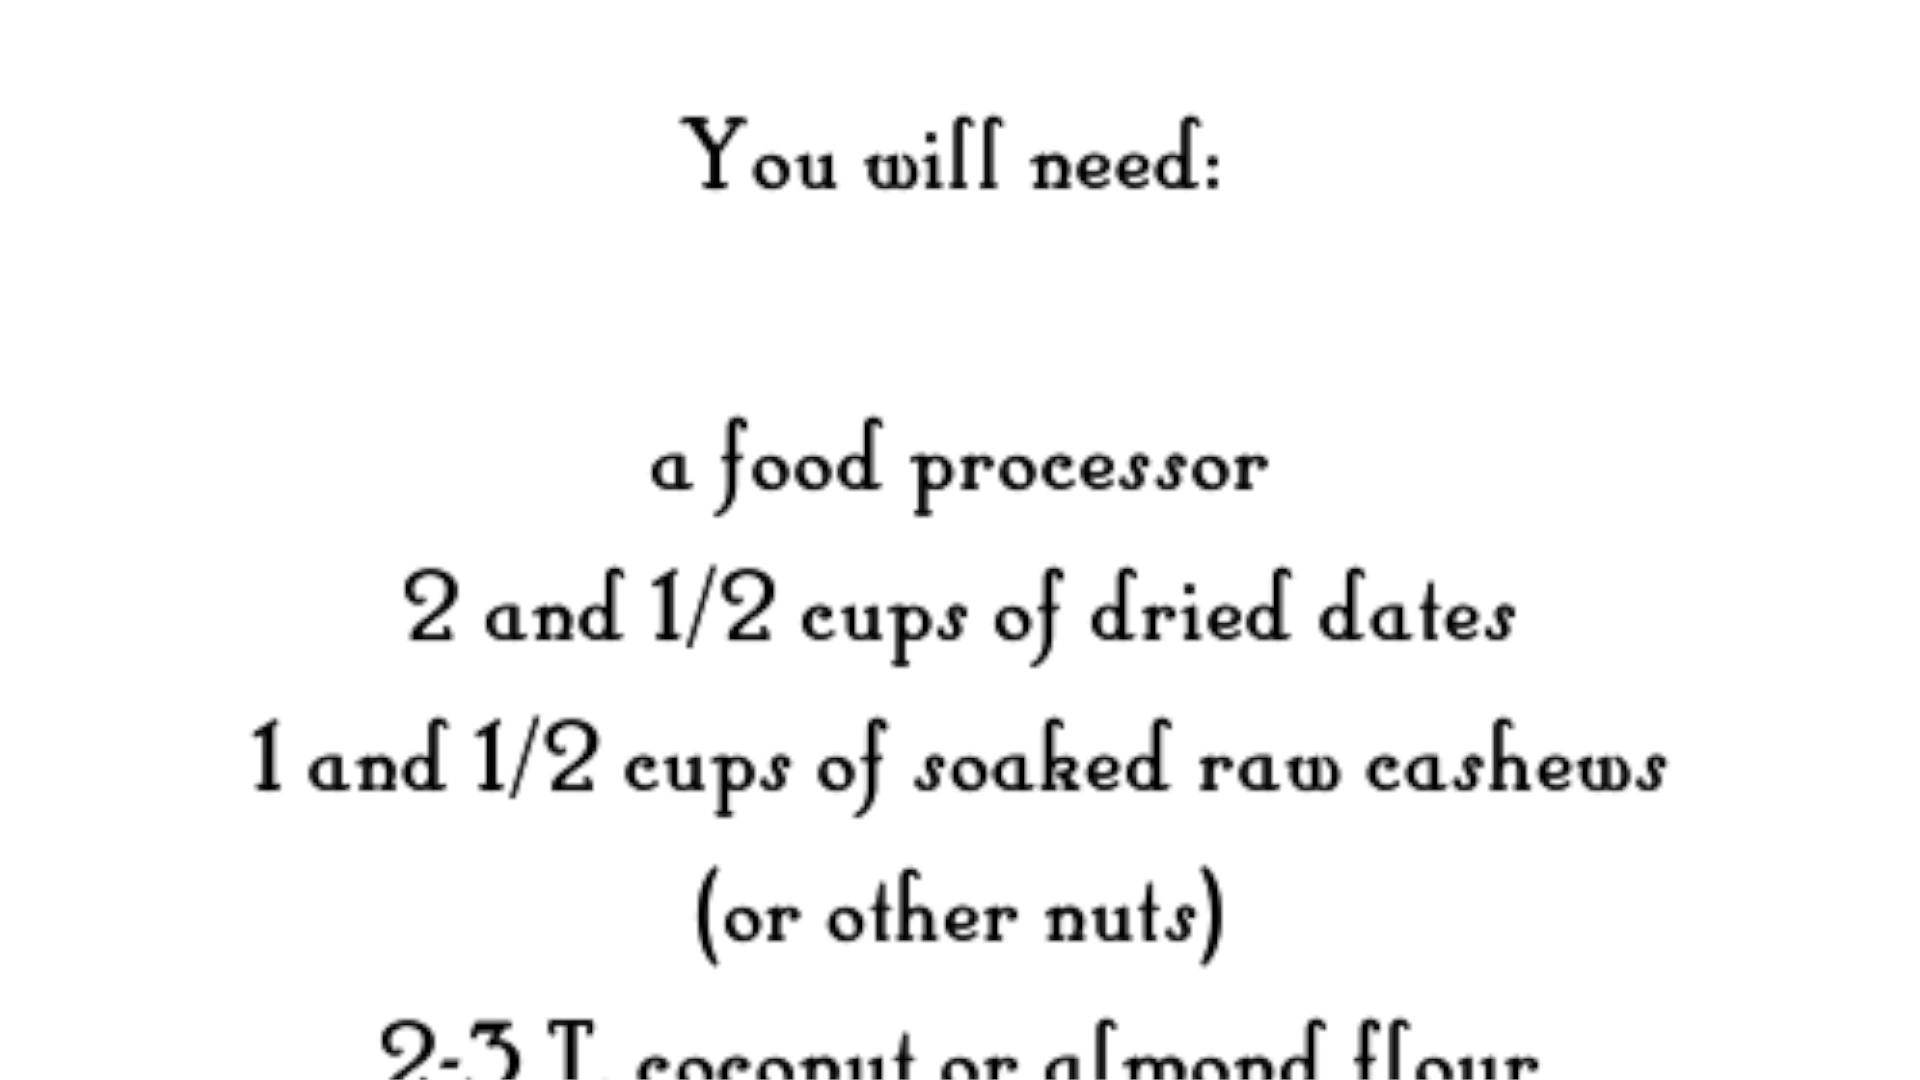 You will need:
a food processor
2 and 1/2 cups of dried dates
1 and 1/2 cups of soaked raw cashews
(or other nuts)
2-3 T. coconut or almond flour